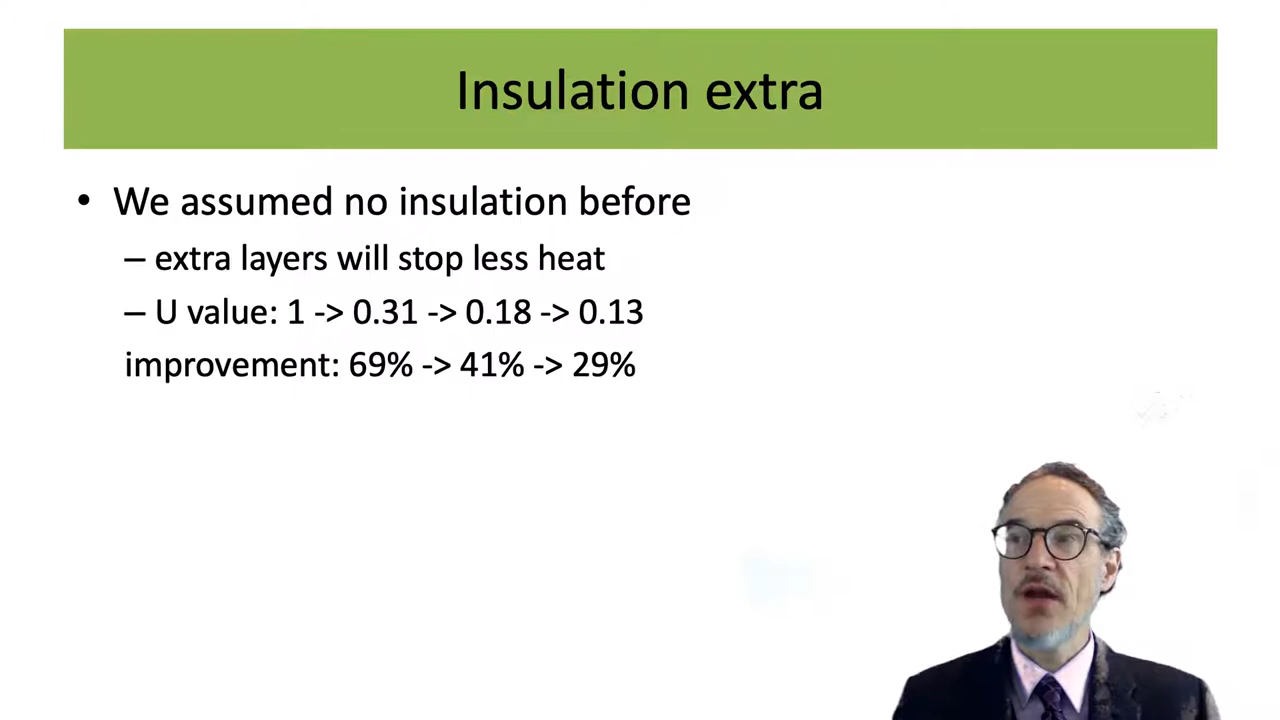 Insulation extra
• We assumed no insulation before
– extra layers will stop less heat
– U value: 1 -> 0.31 -> 0.18 -> 0.13
improvement: 69% -> 41% -> 29%